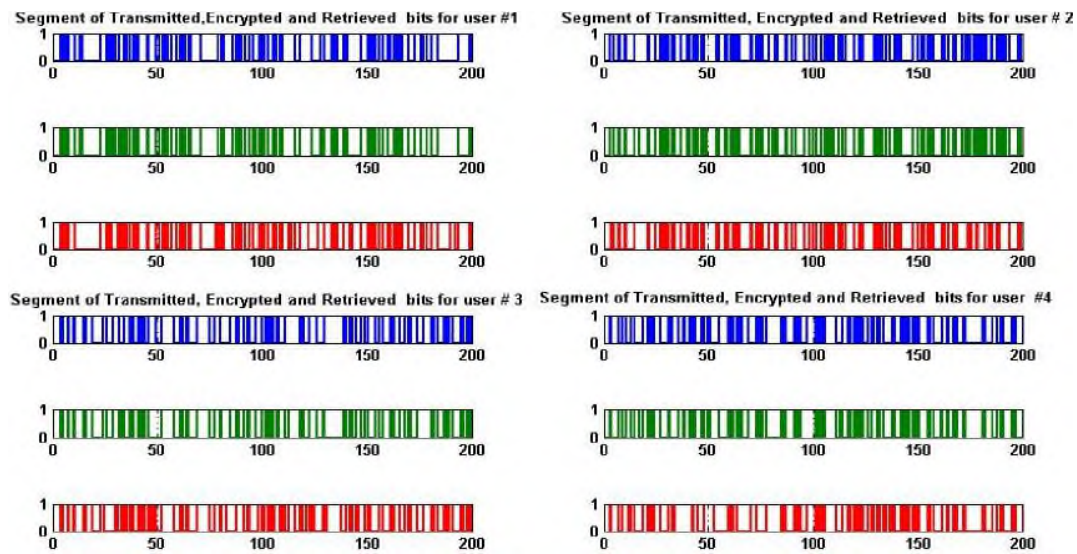 Segment of Transmitted,Encrypted and Retrieved bits for user #1
1
0
0 50 100 150 200
1
0
0 50 100 150 200
1
0
0 50 100 150 200
Segment of Transmitted, Encrypted and Retrieved bits for user # 2
1
0
0 50 100 150 200
1
0
0 50 100 150 200
1
0
0 50 100 150 200
Segment of Transmitted, Encrypted and Retrieved bits for user # 3
1
0
0 50 100 150 200
1
0
0 50 100 150 200
1
0
0 50 100 150 200
Segment of Transmitted, Encrypted and Retrieved bits for user #4
1
0
0 50 100 150 200
1
0
0 50 100 150 200
1
0
0 50 100 150 200